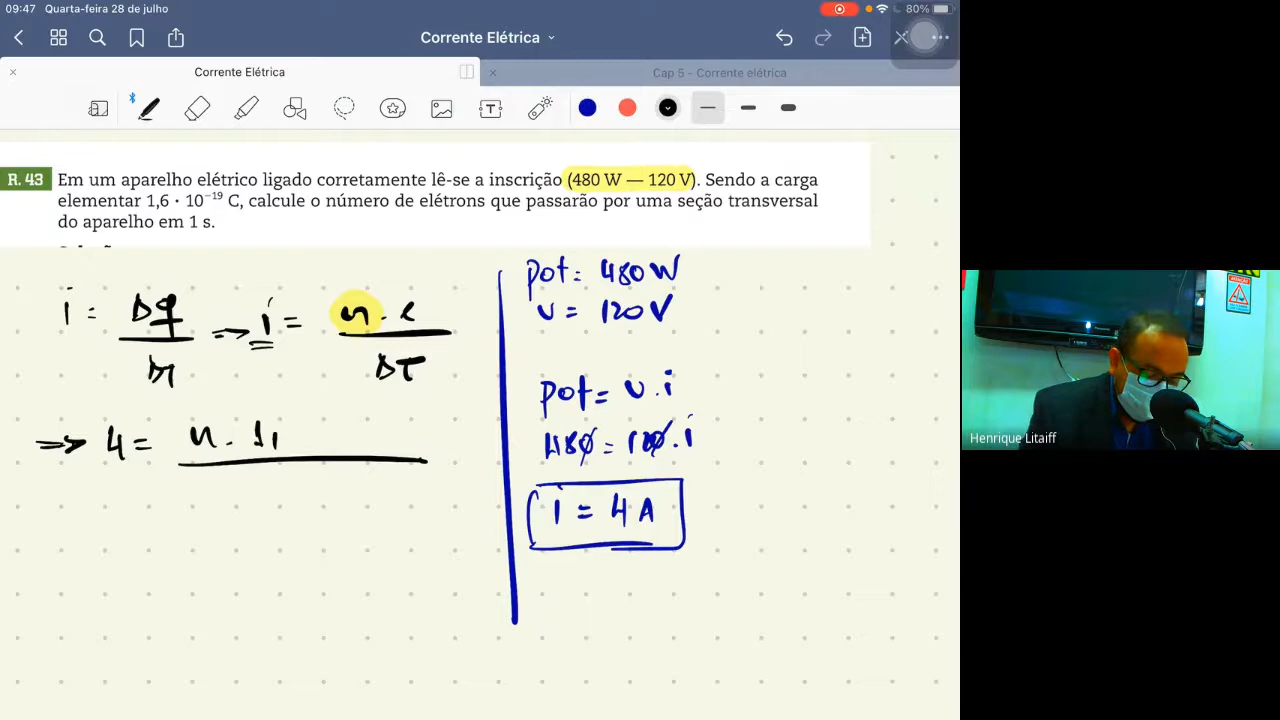 09:47 Quarta-feira 28 de julho
80%
Corrente Elétrica
Corrente Elétrica
Cap 5 - Corrente elétrica
R. 43 Em um aparelho elétrico ligado corretamente lê-se a inscrição (480 W — 120 V). Sendo a carga
elementar 1,6 · 10⁻¹⁹ C, calcule o número de elétrons que passarão por uma seção transversal
do aparelho em 1 s.
i = Δq / Δt => i = n . e / Δt
=> 4 = n . 1,
Pot = 480 W
U = 120 V
Pot = U . i
480 = 120 . i
i = 4 A
Henrique Litaiff